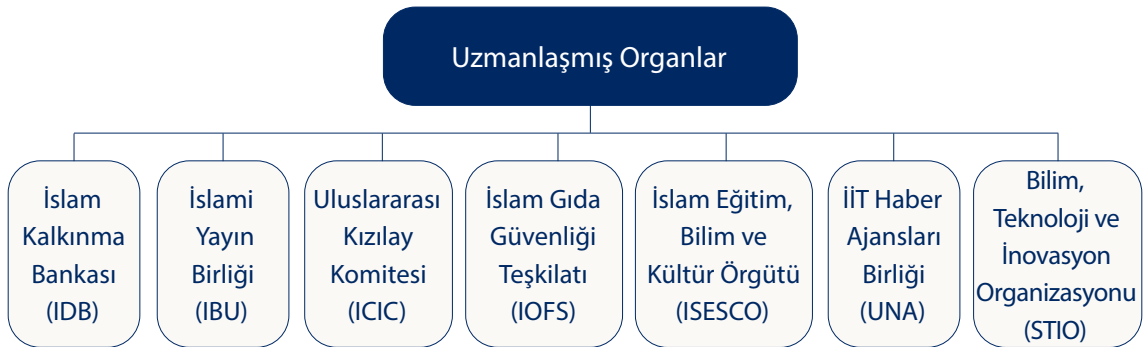 Uzmanlaşmış Organlar
İslam
Kalkınma
Bankası
(IDB)
İslami
Yayın
Birliği
(IBU)
Uluslararası
Kızılay
Komitesi
(ICIC)
İslam Gıda
Güvenliği
Teşkilatı
(IOFS)
İslam Eğitim,
Bilim ve
Kültür Örgütü
(ISESCO)
İİT Haber
Ajansları
Birliği
(UNA)
Bilim,
Teknoloji ve
İnovasyon
Organizasyonu
(STIO)